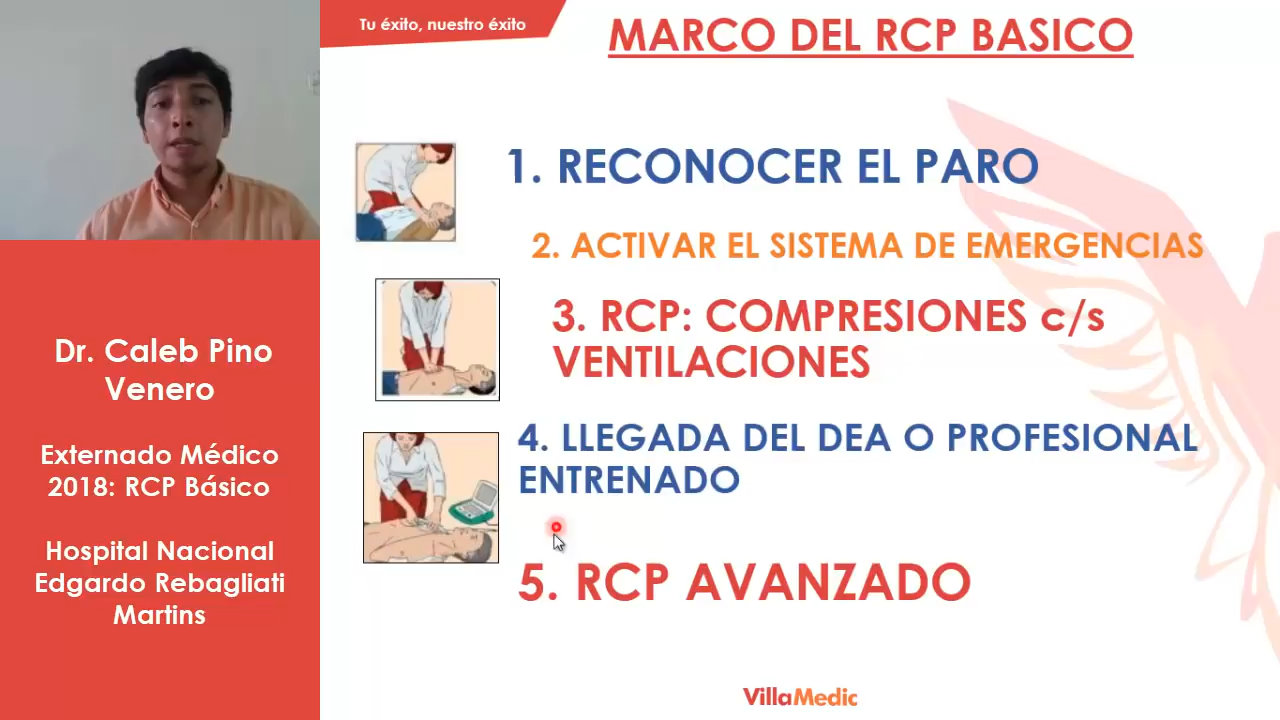 Tu éxito, nuestro éxito
MARCO DEL RCP BASICO
1. RECONOCER EL PARO
2. ACTIVAR EL SISTEMA DE EMERGENCIAS
3. RCP: COMPRESIONES c/s
VENTILACIONES
4. LLEGADA DEL DEA O PROFESIONAL
ENTRENADO
5. RCP AVANZADO
Dr. Caleb Pino
Venero
Externado Médico
2018: RCP Básico
Hospital Nacional
Edgardo Rebagliati
Martins
VillaMedic